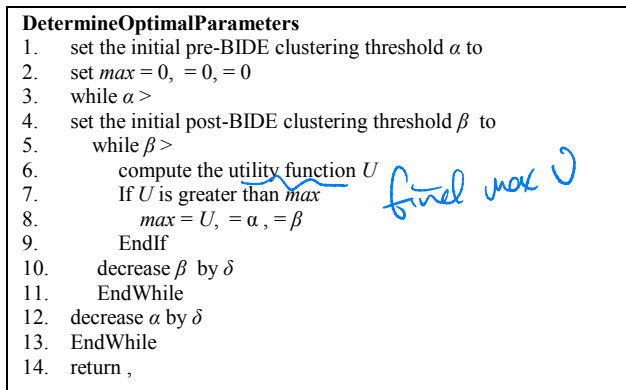 DetermineOptimalParameters
1. set the initial pre-BIDE clustering threshold α to
2. set max = 0, = 0, = 0
3. while α >
4. set the initial post-BIDE clustering threshold β to
5. while β >
6. compute the utility function U
7. If U is greater than max
8. max = U, = α , = β
9. EndIf
10. decrease β by δ
11. EndWhile
12. decrease α by δ
13. EndWhile
14. return ,
final max U